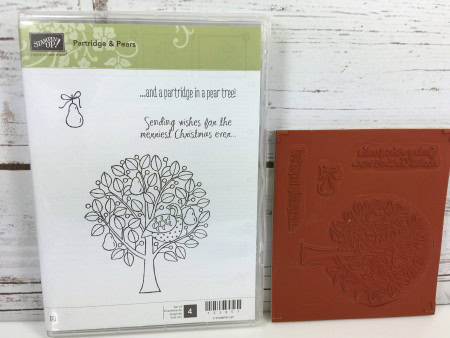 STAMPIN' UP!
Partridge & Pears
...and a partridge in a pear tree!
Sending wishes for the
merriest Christmas ever...
4